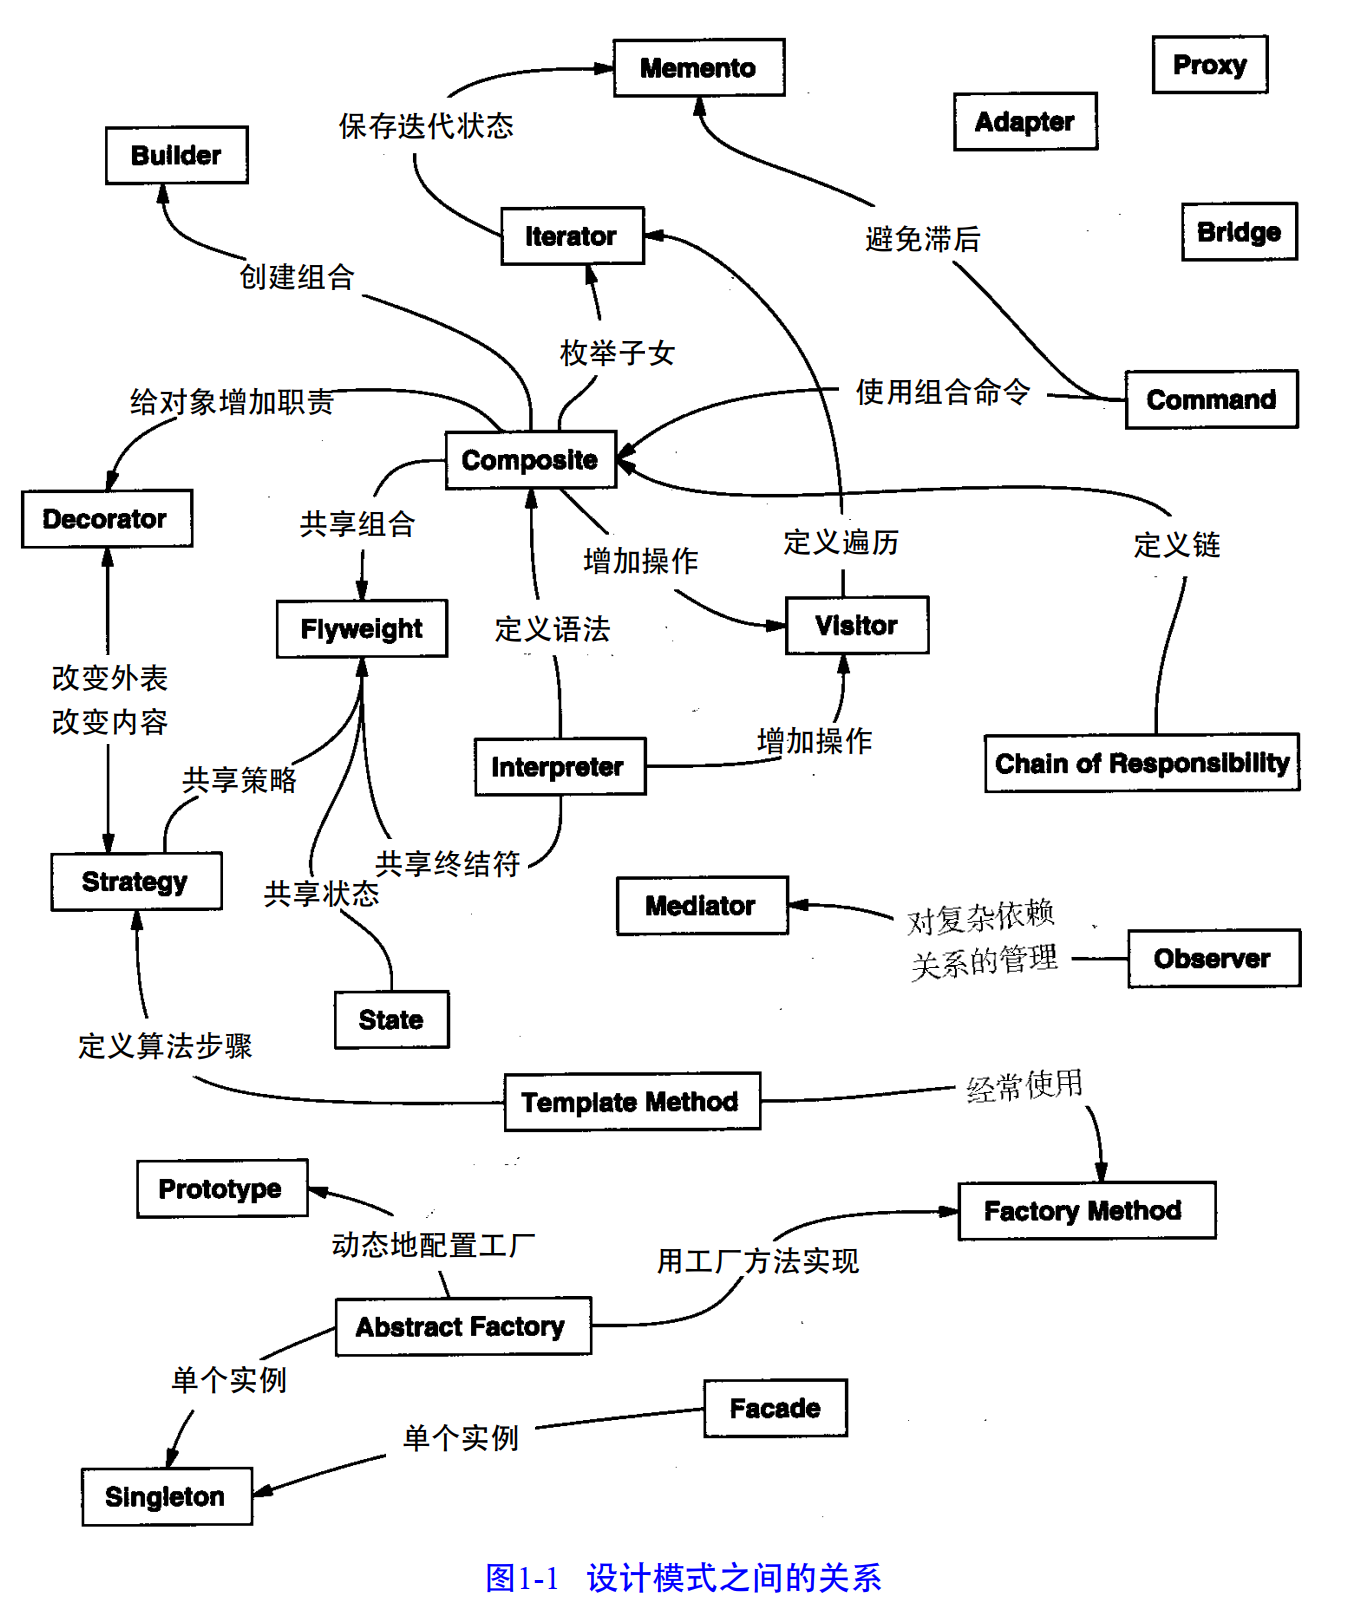 Memento
Proxy
Adapter
保存迭代状态
Builder
Iterator
Bridge
避免滞后
创建组合
枚举子女
给对象增加职责
使用组合命令
Command
Composite
Decorator
共享组合
增加操作
定义遍历
定义链
Flyweight
定义语法
Visitor
改变外表
改变内容
增加操作
Interpreter
Chain of Responsibility
共享策略
共享终结符
Strategy
共享状态
Mediator
对复杂依赖
关系的管理
Observer
State
定义算法步骤
Template Method
经常使用
Prototype
Factory Method
动态地配置工厂
用工厂方法实现
Abstract Factory
单个实例
Facade
单个实例
Singleton
图1-1 设计模式之间的关系